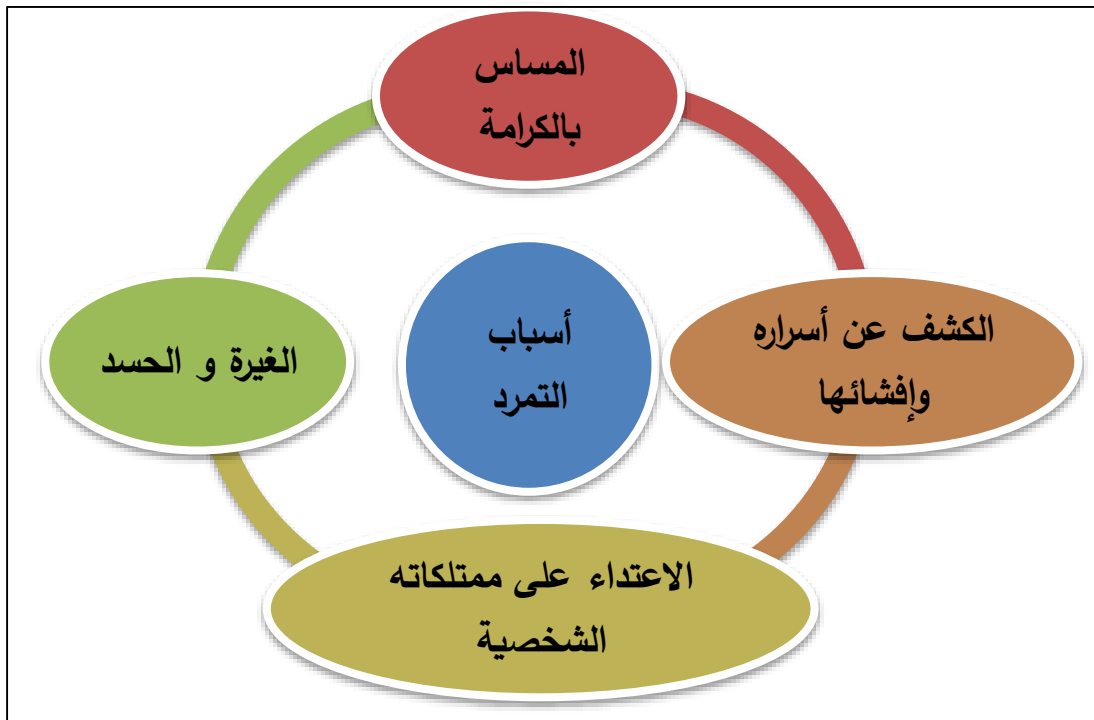 المساس
بالكرامة
الكشف عن أسراره
وإفشائها
أسباب
التمرد
الغيرة و الحسد
الاعتداء على ممتلكاته
الشخصية